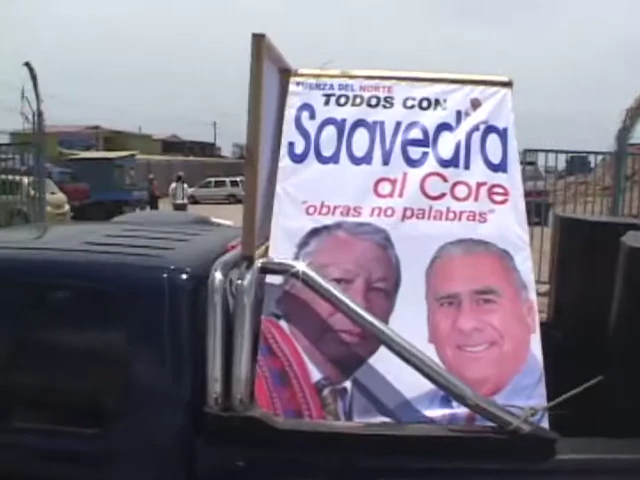 FUERZA DEL NORTE
TODOS CON
Saavedra
al Core
"obras no palabras"